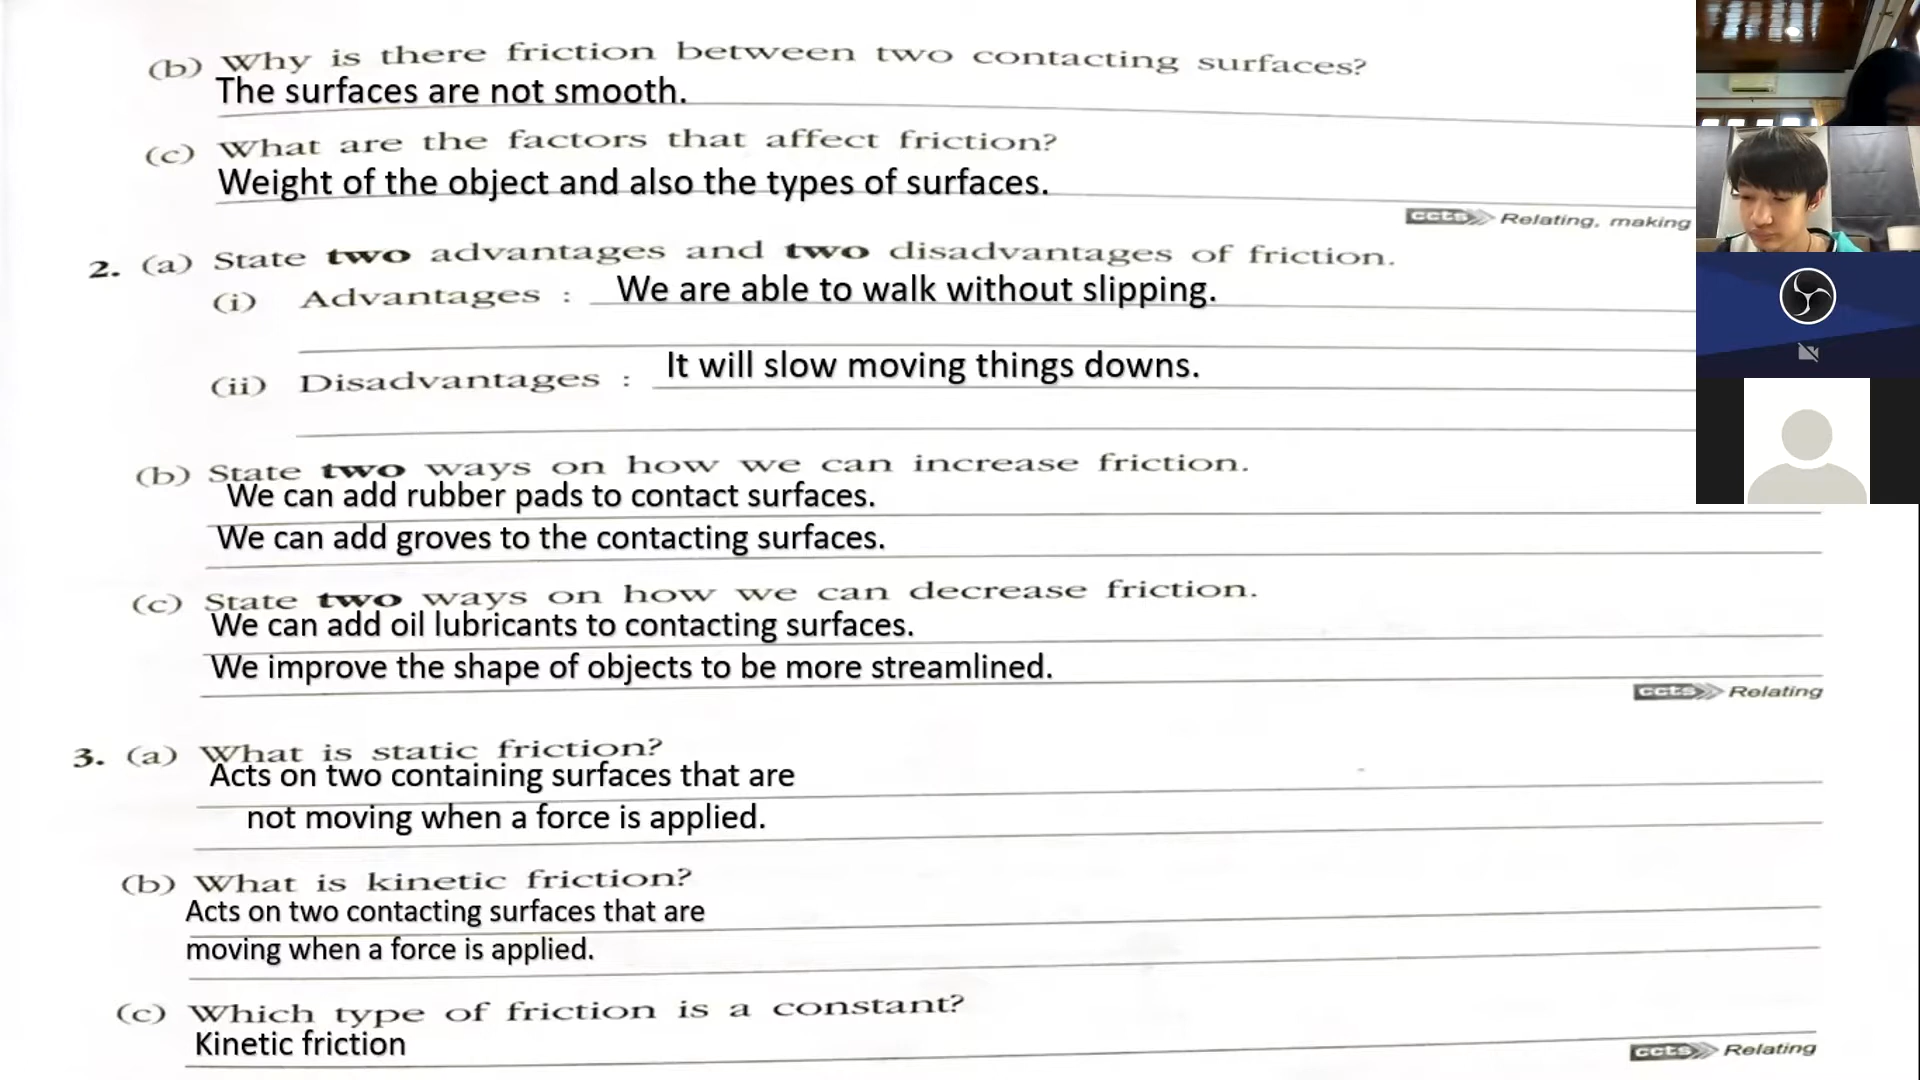 (b) Why is there friction between two contacting surfaces?
The surfaces are not smooth.
(c) What are the factors that affect friction?
Weight of the object and also the types of surfaces.
ccts Relating, making
2. (a) State two advantages and two disadvantages of friction.
(i) Advantages : We are able to walk without slipping.
(ii) Disadvantages : It will slow moving things downs.
(b) State two ways on how we can increase friction.
We can add rubber pads to contact surfaces.
We can add groves to the contacting surfaces.
(c) State two ways on how we can decrease friction.
We can add oil lubricants to contacting surfaces.
We improve the shape of objects to be more streamlined.
ccts Relating
3. (a) What is static friction?
Acts on two containing surfaces that are
not moving when a force is applied.
(b) What is kinetic friction?
Acts on two contacting surfaces that are
moving when a force is applied.
(c) Which type of friction is a constant?
Kinetic friction
ccts Relating